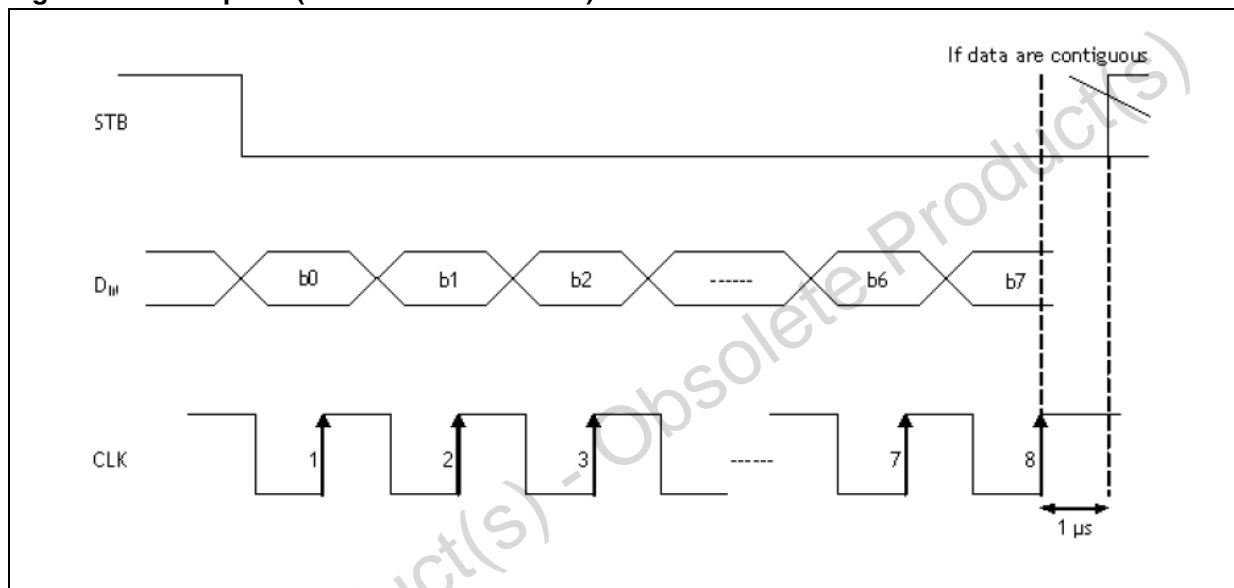 If data are contiguous
STB
D_IN
b0 b1 b2 ------ b6 b7
CLK
1 2 3 ------ 7 8
1 µs
Obsolete Product(s)
uct(s) - Obsolete Product(s)